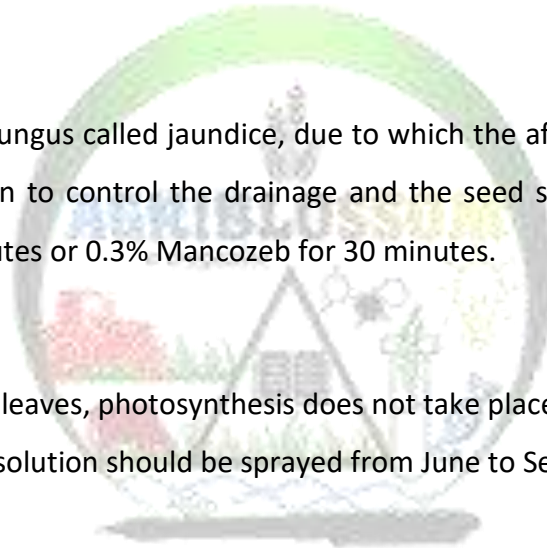 ungus called jaundice, due to which the af
n to control the drainage and the seed s
utes or 0.3% Mancozeb for 30 minutes.
leaves, photosynthesis does not take place
solution should be sprayed from June to Se